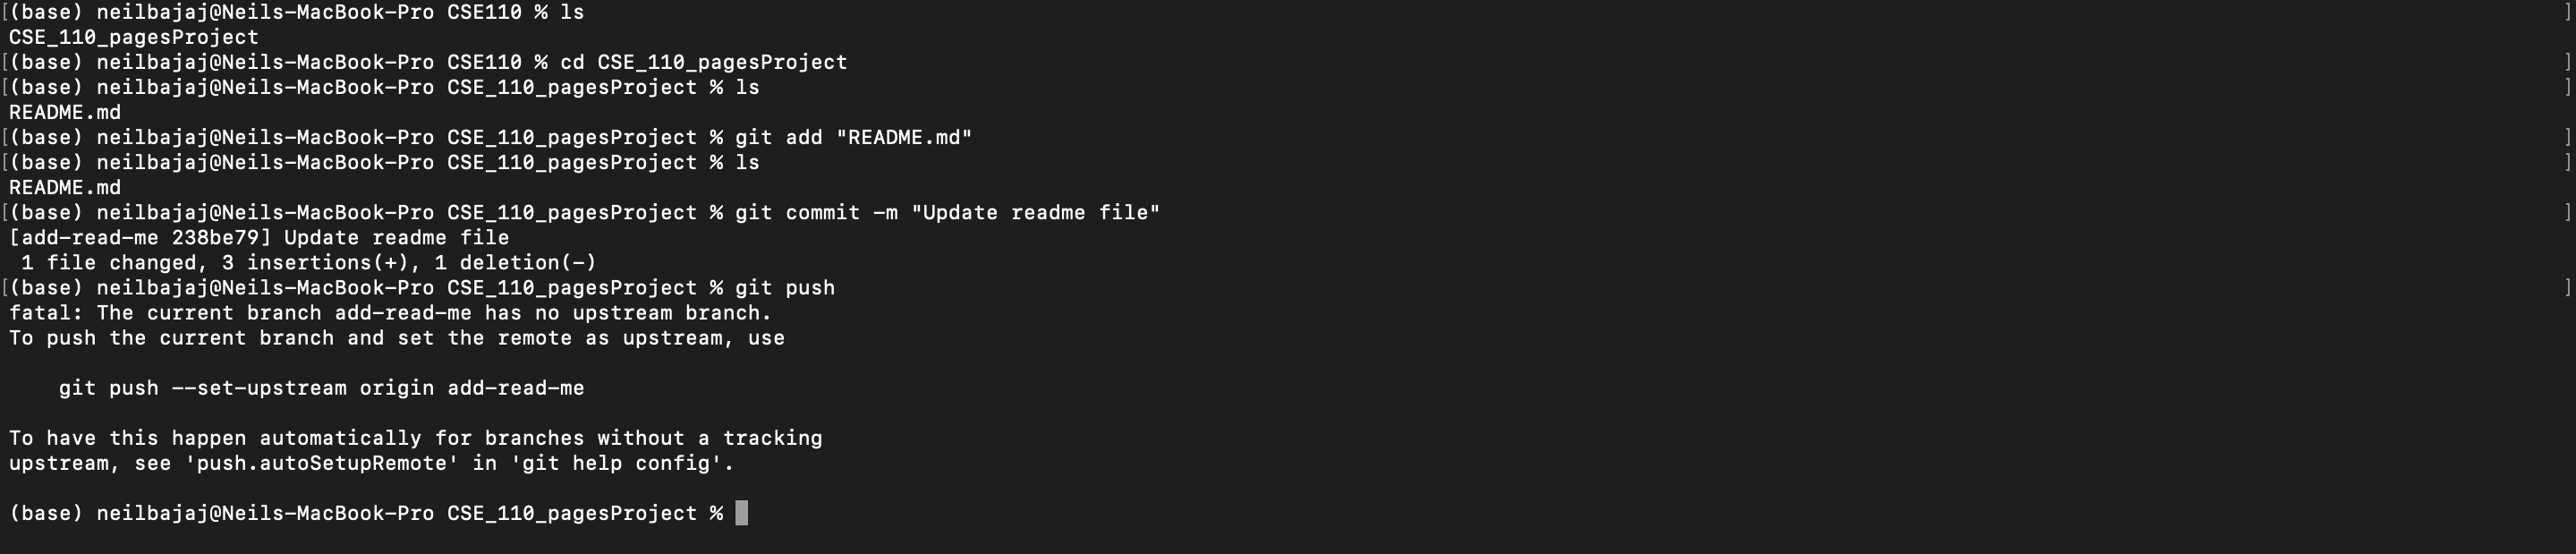 [(base) neilbajaj@Neils-MacBook-Pro CSE110 % ls ]
CSE_110_pagesProject
[(base) neilbajaj@Neils-MacBook-Pro CSE110 % cd CSE_110_pagesProject ]
[(base) neilbajaj@Neils-MacBook-Pro CSE_110_pagesProject % ls ]
README.md
[(base) neilbajaj@Neils-MacBook-Pro CSE_110_pagesProject % git add "README.md" ]
[(base) neilbajaj@Neils-MacBook-Pro CSE_110_pagesProject % ls ]
README.md
[(base) neilbajaj@Neils-MacBook-Pro CSE_110_pagesProject % git commit -m "Update readme file" ]
[add-read-me 238be79] Update readme file
 1 file changed, 3 insertions(+), 1 deletion(-)
[(base) neilbajaj@Neils-MacBook-Pro CSE_110_pagesProject % git push ]
fatal: The current branch add-read-me has no upstream branch.
To push the current branch and set the remote as upstream, use

    git push --set-upstream origin add-read-me

To have this happen automatically for branches without a tracking
upstream, see 'push.autoSetupRemote' in 'git help config'.

(base) neilbajaj@Neils-MacBook-Pro CSE_110_pagesProject %